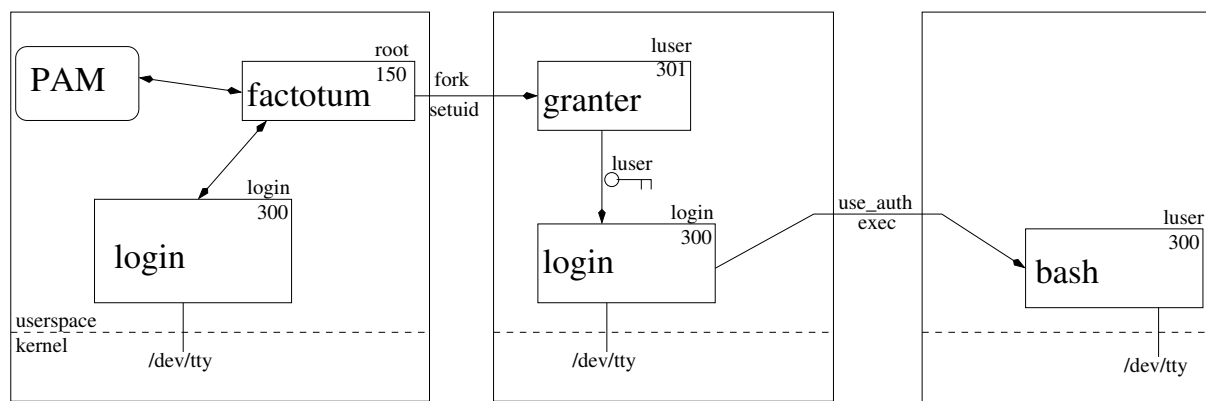 root
150
PAM
factotum
login
300
login
userspace
kernel
/dev/tty
fork
setuid
luser
301
granter
luser
login
300
login
/dev/tty
use_auth
exec
luser
300
bash
/dev/tty